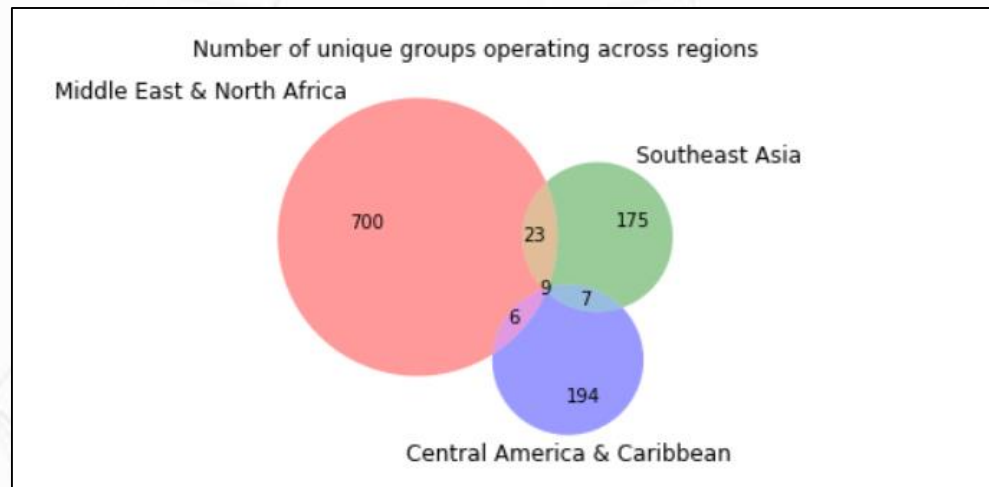 Number of unique groups operating across regions
Middle East & North Africa
Southeast Asia
700
175
23
9
7
6
194
Central America & Caribbean